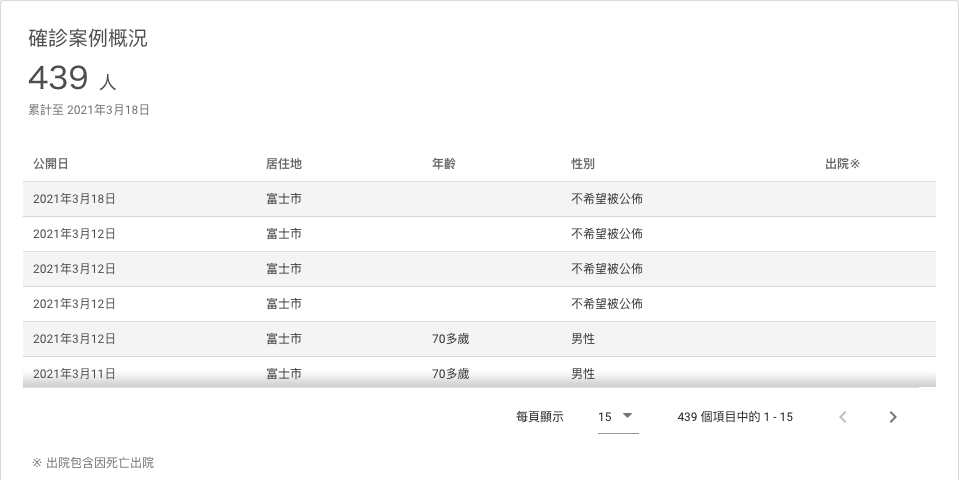 確診案例概況
439 人
累計至 2021年3月18日
公開日 居住地 年齡 性別 出院※
2021年3月18日 富士市 不希望被公佈
2021年3月12日 富士市 不希望被公佈
2021年3月12日 富士市 不希望被公佈
2021年3月12日 富士市 不希望被公佈
2021年3月12日 富士市 70多歲 男性
2021年3月11日 富士市 70多歲 男性
每頁顯示 15 439 個項目中的 1 - 15
※ 出院包含因死亡出院